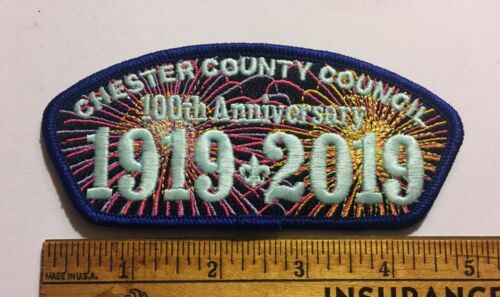 CHESTER COUNTY COUNCIL
100th Anniversary
1919 2019
1 2 3 4 5
MADE IN U.S.A.
INSURANCE